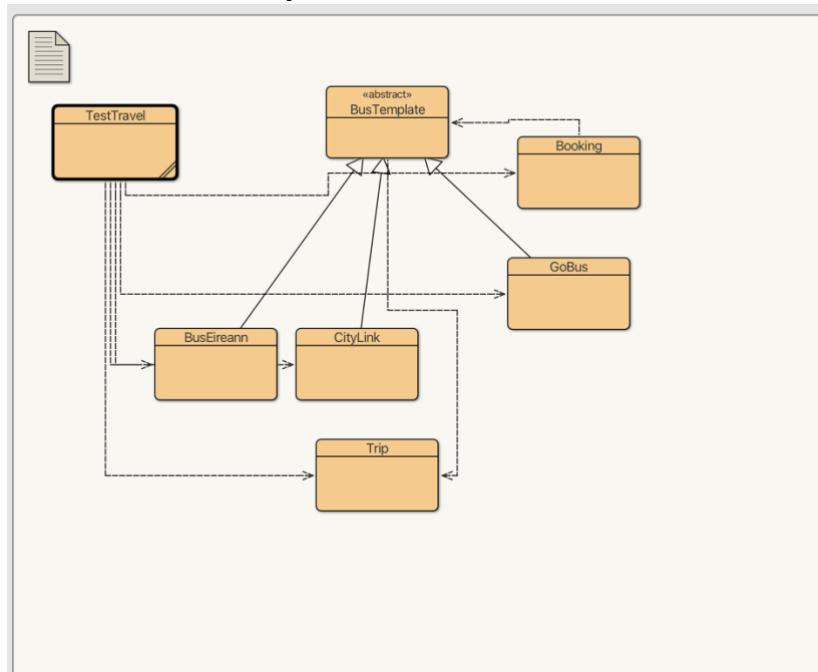 «abstract»
BusTemplate
TestTravel
Booking
GoBus
BusEireann
CityLink
Trip